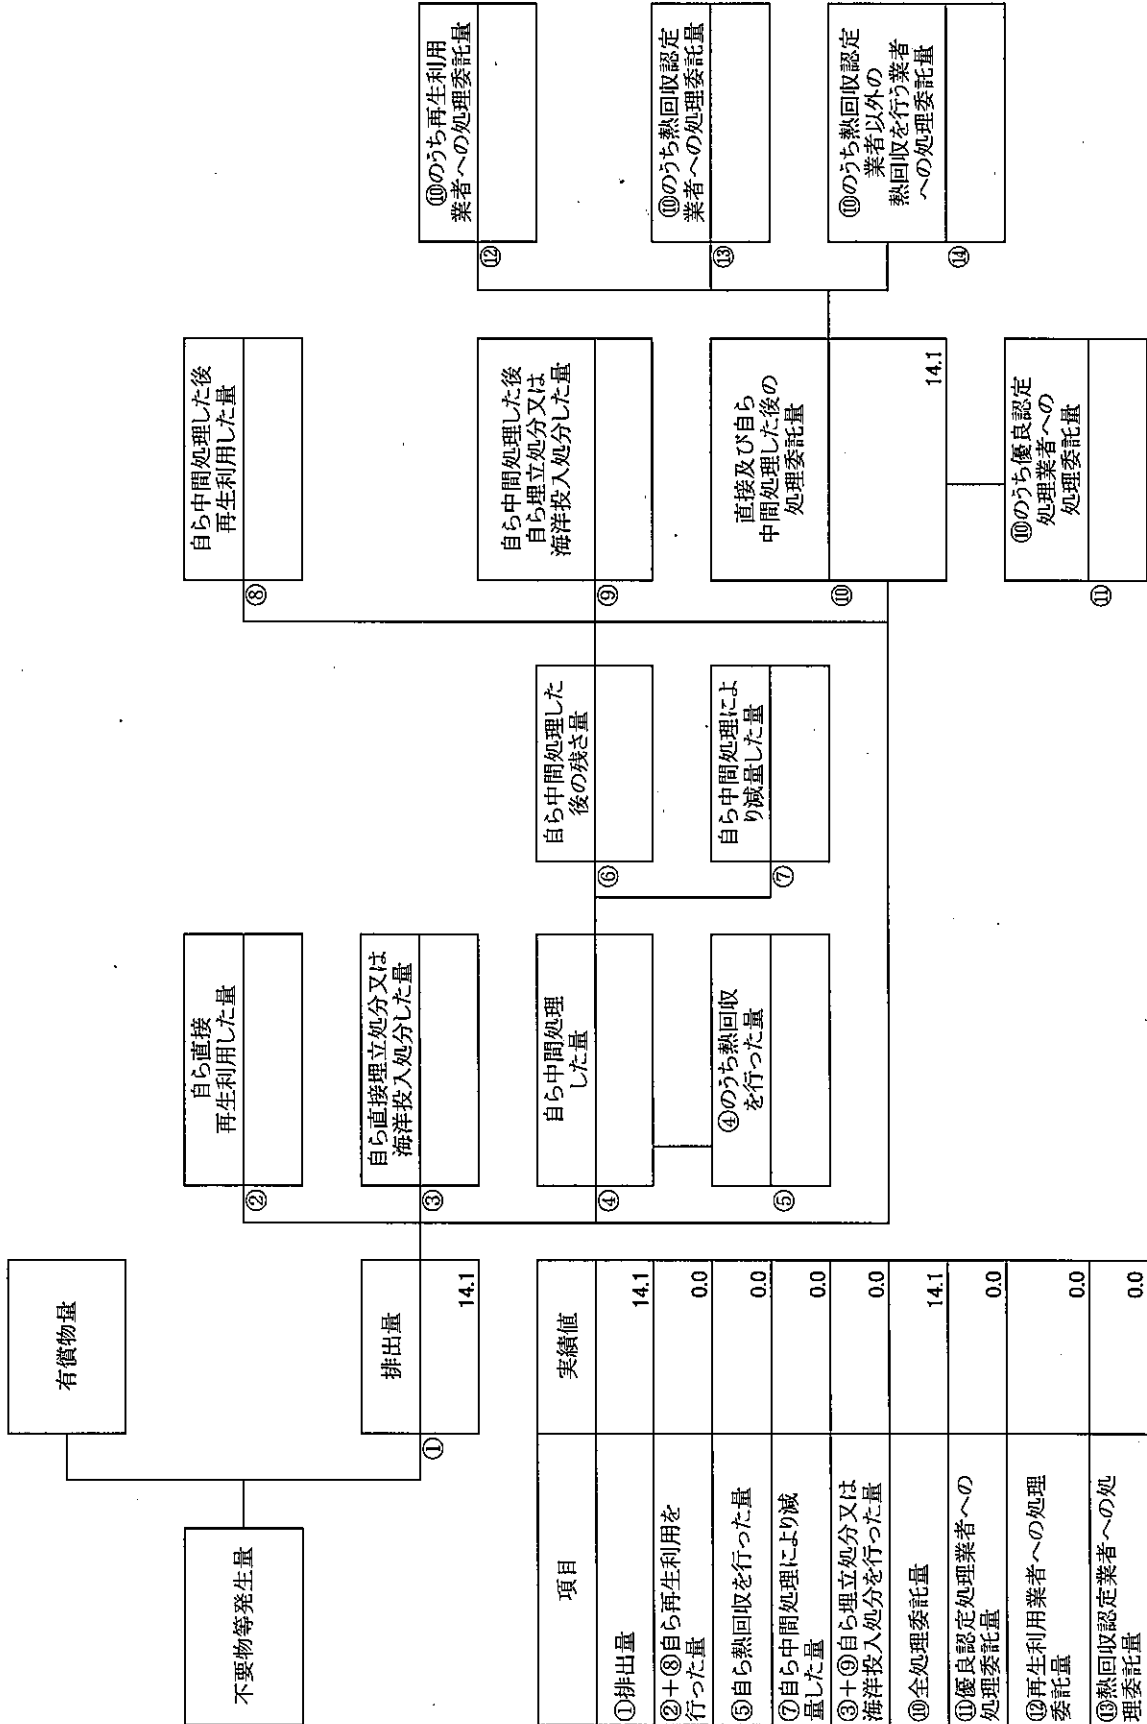 不要物等発生量
有償物量
①
排出量
14.1
②
自ら直接
再生利用した量
③
自ら直接埋立処分又は
海洋投入処分した量
④
自ら中間処理
した量
⑤
④のうち熱回収
を行った量
⑥
自ら中間処理した
後の残さ量
⑦
自ら中間処理によ
り減量した量
⑧
自ら中間処理した後
再生利用した量
⑨
自ら中間処理した後
自ら埋立処分又は
海洋投入処分した量
⑩
直接及び自ら
中間処理した後の
処理委託量
14.1
⑪
⑩のうち優良認定
処理業者への
処理委託量
⑫
⑩のうち再生利用
業者への処理委託量
⑬
⑩のうち熱回収認定
業者への処理委託量
⑭
⑩のうち熱回収認定
業者以外の
熱回収を行う業者
への処理委託量
項目 実績値
①排出量 14.1
②+⑧自ら再生利用を
行った量 0.0
⑤自ら熱回収を行った量 0.0
⑦自ら中間処理により減
量した量 0.0
③+⑨自ら埋立処分又は
海洋投入処分を行った量 0.0
⑩全処理委託量 14.1
⑪優良認定処理業者への
処理委託量 0.0
⑫再生利用業者への処理
委託量 0.0
⑬熱回収認定業者への処
理委託量 0.0